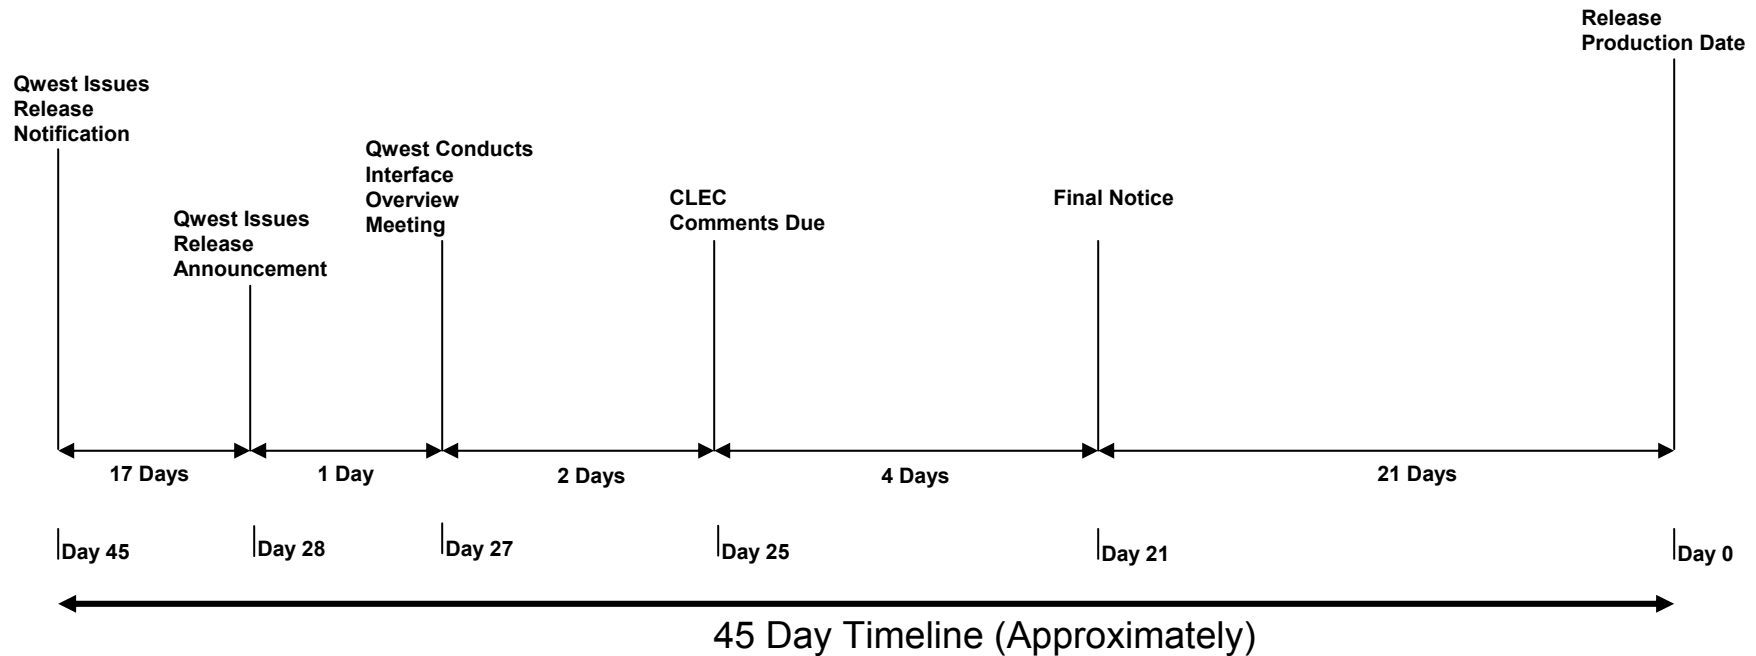 Release
Production Date
Qwest Issues
Release
Notification
Qwest Conducts
Interface
Overview
Meeting
CLEC
Comments Due
Final Notice
Qwest Issues
Release
Announcement
17 Days
1 Day
2 Days
4 Days
21 Days
Day 45
Day 28
Day 27
Day 25
Day 21
Day 0
45 Day Timeline (Approximately)